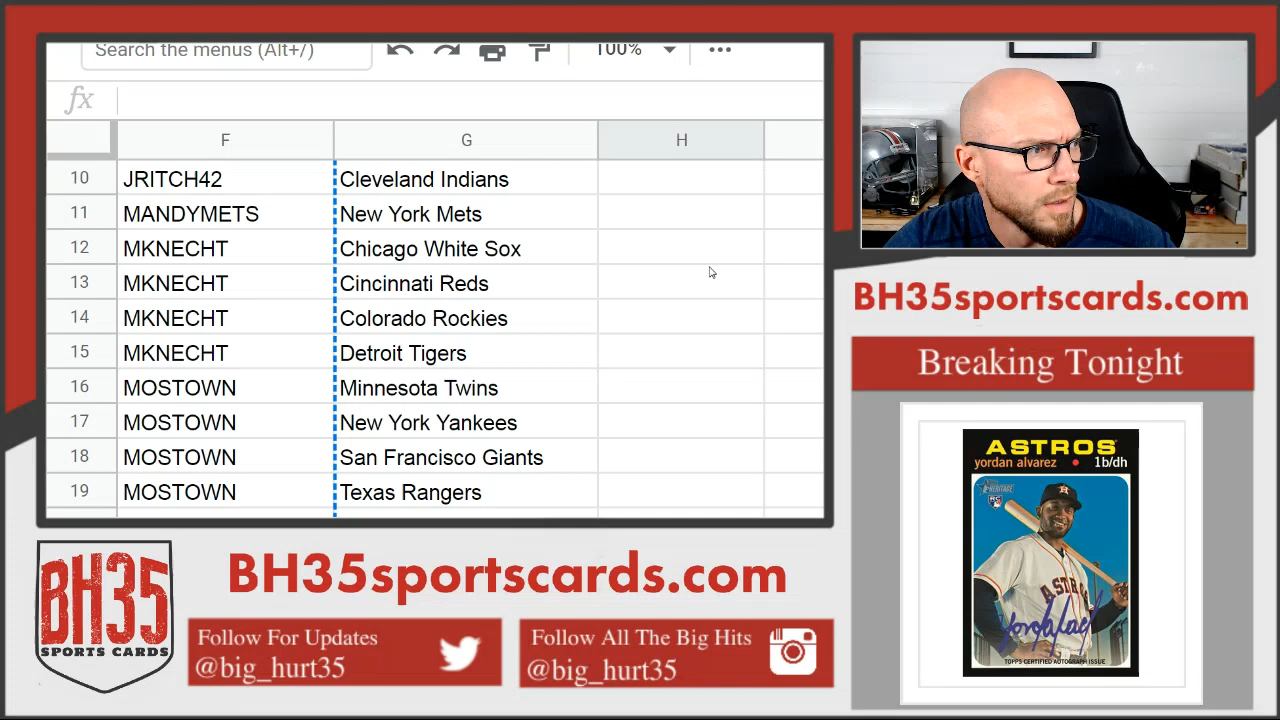 Search the menus (Alt+/)
100%
fx
F G H
10 JRITCH42 Cleveland Indians
11 MANDYMETS New York Mets
12 MKNECHT Chicago White Sox
13 MKNECHT Cincinnati Reds
14 MKNECHT Colorado Rockies
15 MKNECHT Detroit Tigers
16 MOSTOWN Minnesota Twins
17 MOSTOWN New York Yankees
18 MOSTOWN San Francisco Giants
19 MOSTOWN Texas Rangers
BH35sportscards.com
Breaking Tonight
ASTROS
yordan alvarez • 1b/dh
HERITAGE
RC
ASTROS
TOPPS CERTIFIED AUTOGRAPH ISSUE
BH35
SPORTS CARDS
BH35sportscards.com
Follow For Updates
@big_hurt35
Follow All The Big Hits
@big_hurt35